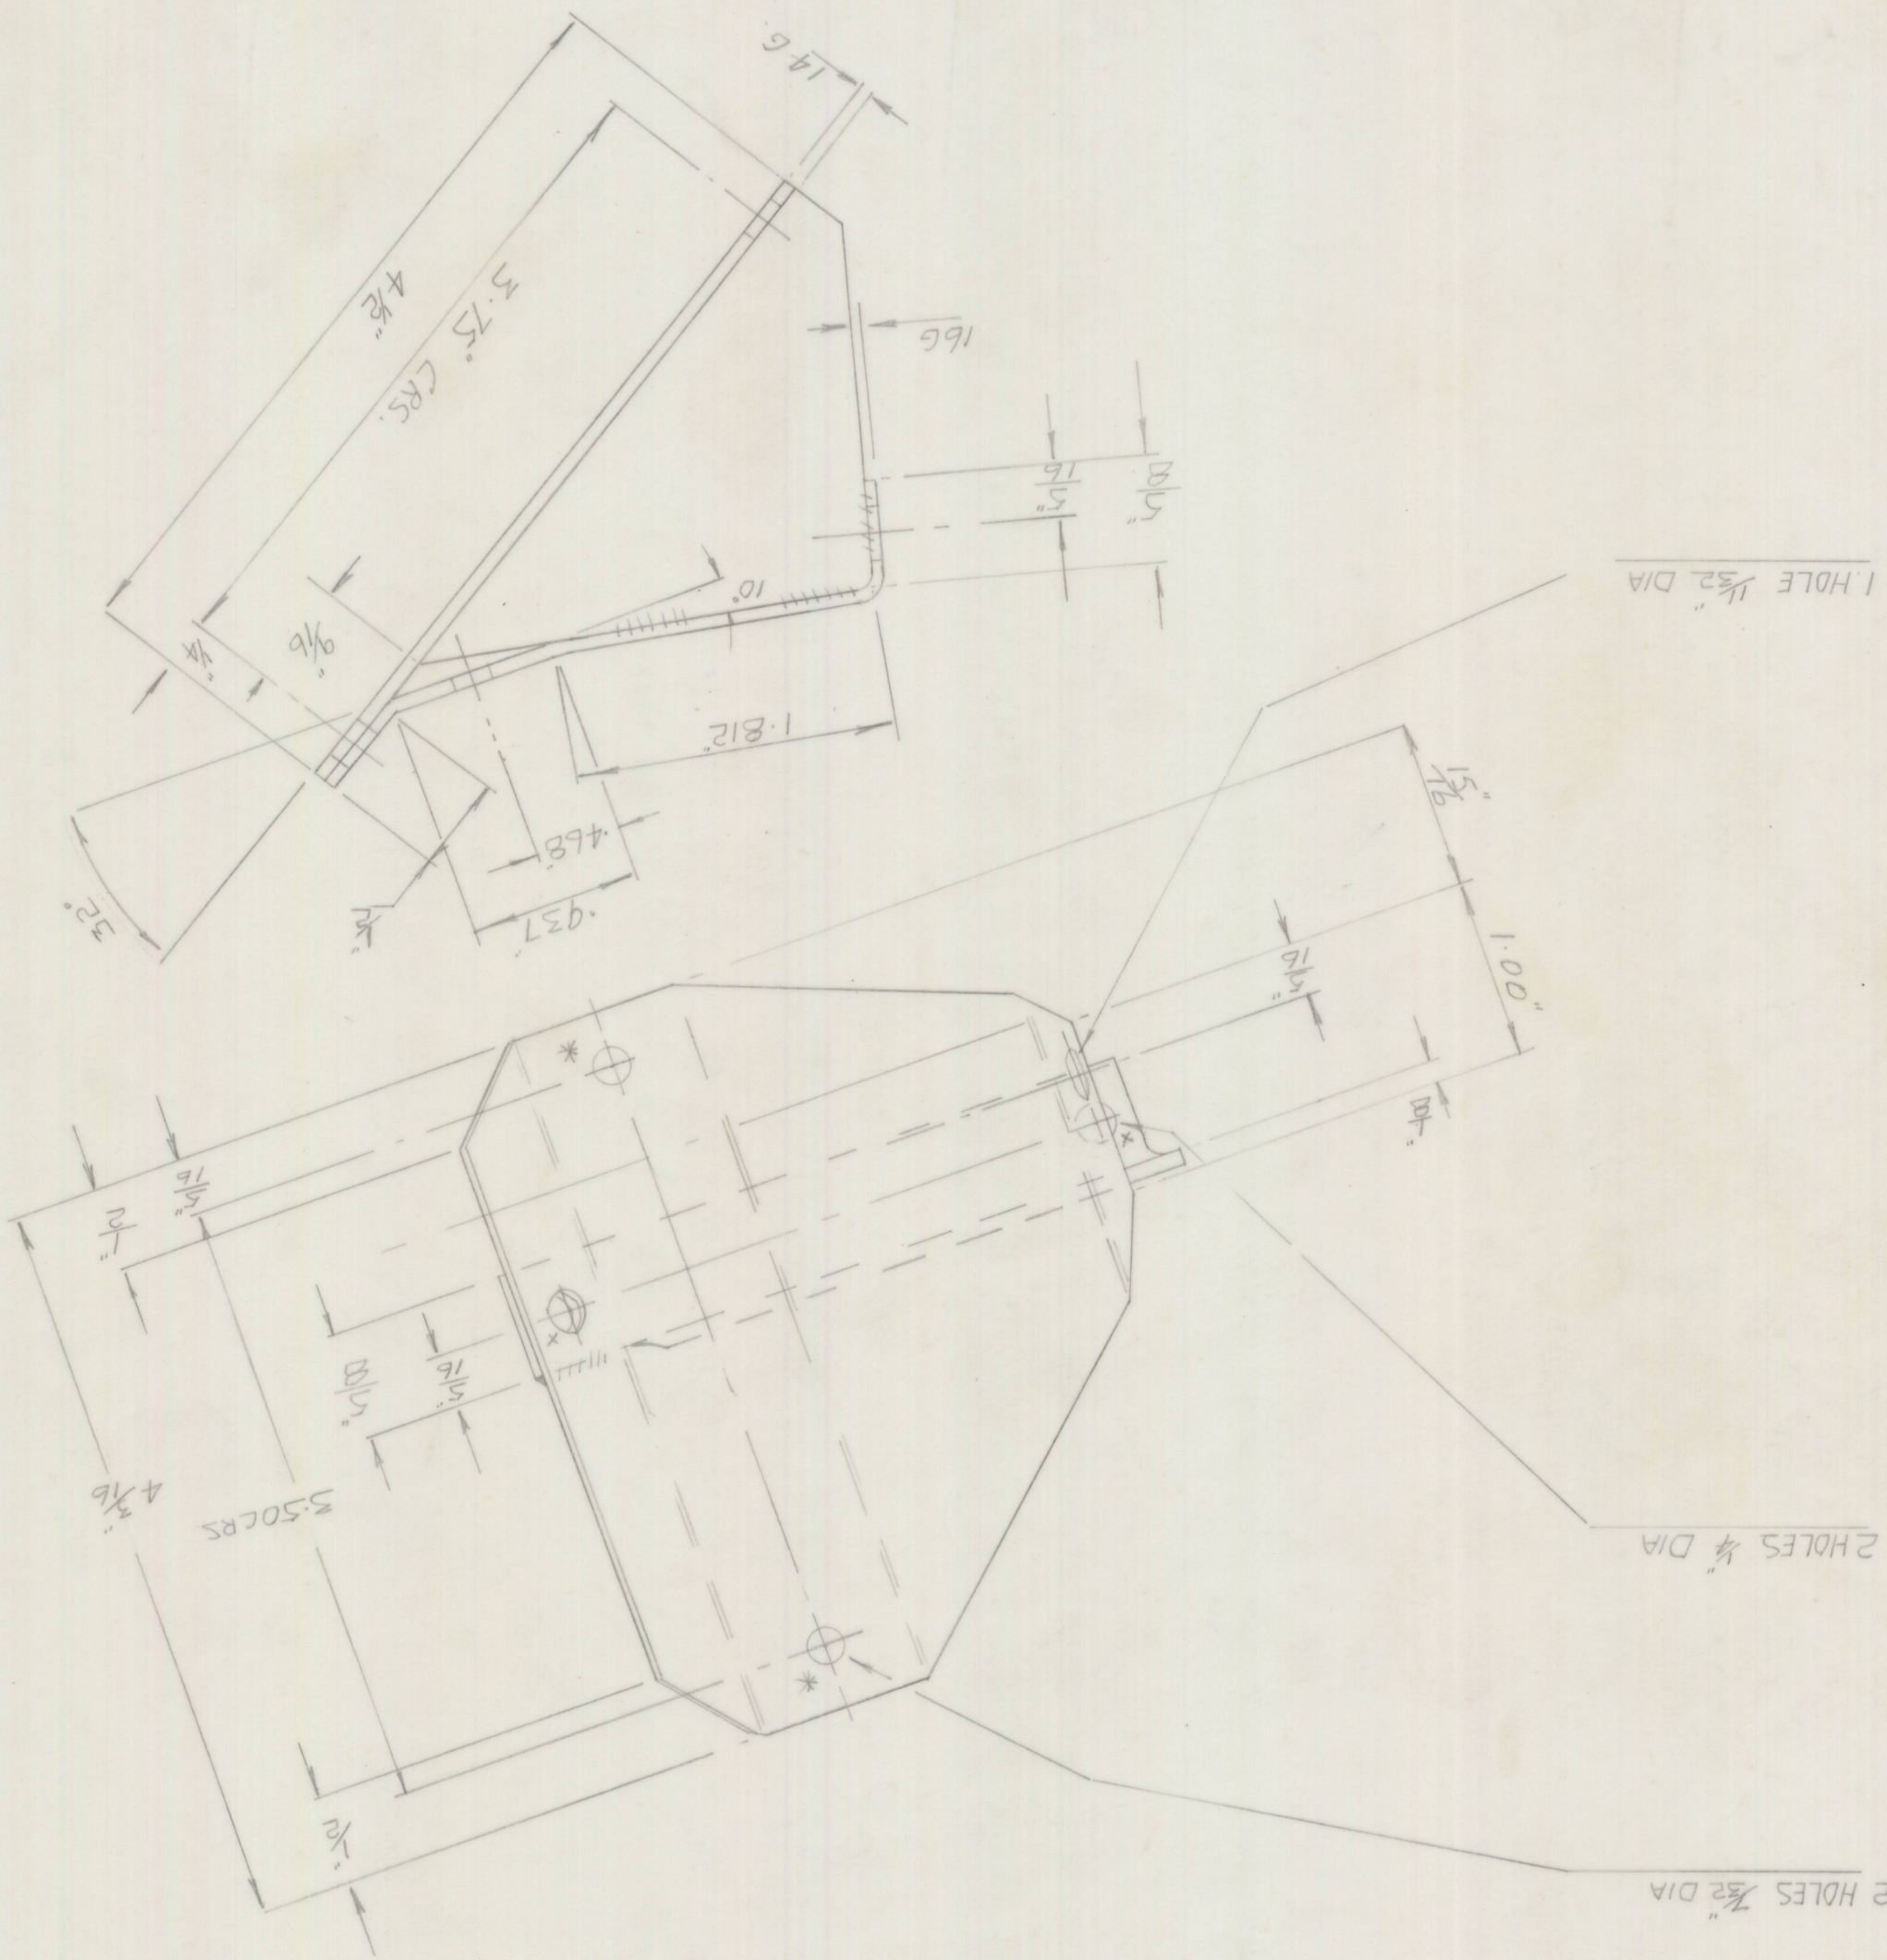 2 HOLES 7/32" DIA
1/2"
*
2 HOLES 1/4" DIA
3.50CRS
4 3/16"
5/16"
5/8"
x
1/2"
5/16"
x
1/8"
*
5/16"
1.00"
.937"
1/2"
32°
.468"
15/16"
1.812"
9/16"
1/4"
10°
1 HOLE 11/32" DIA
5/8"
5/16"
16G
3.75" CRS.
4 1/2"
14 G